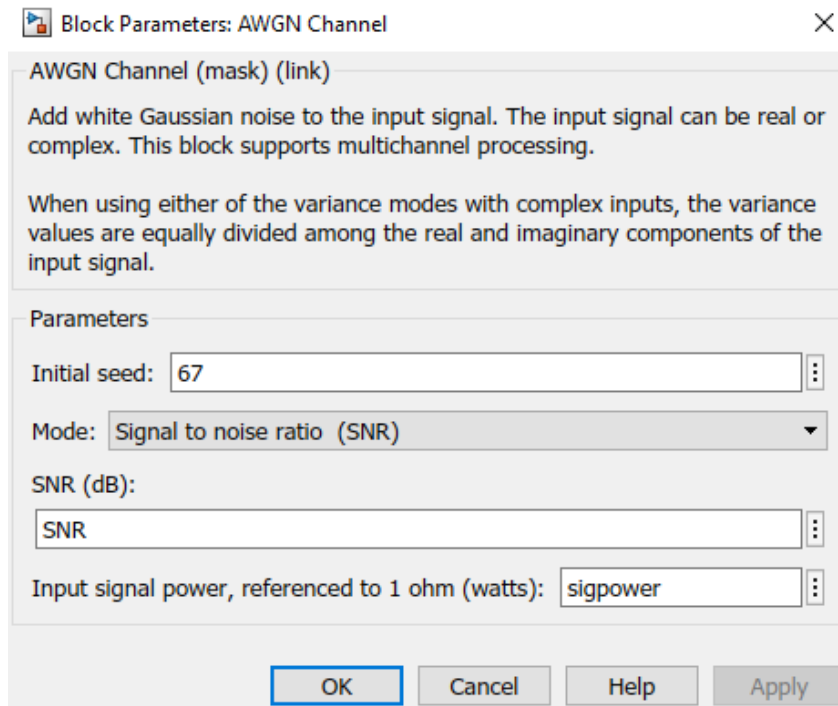 Block Parameters: AWGN Channel
AWGN Channel (mask) (link)
Add white Gaussian noise to the input signal. The input signal can be real or
complex. This block supports multichannel processing.
When using either of the variance modes with complex inputs, the variance
values are equally divided among the real and imaginary components of the
input signal.
Parameters
Initial seed: 67
Mode: Signal to noise ratio (SNR)
SNR (dB):
SNR
Input signal power, referenced to 1 ohm (watts): sigpower
OK Cancel Help Apply